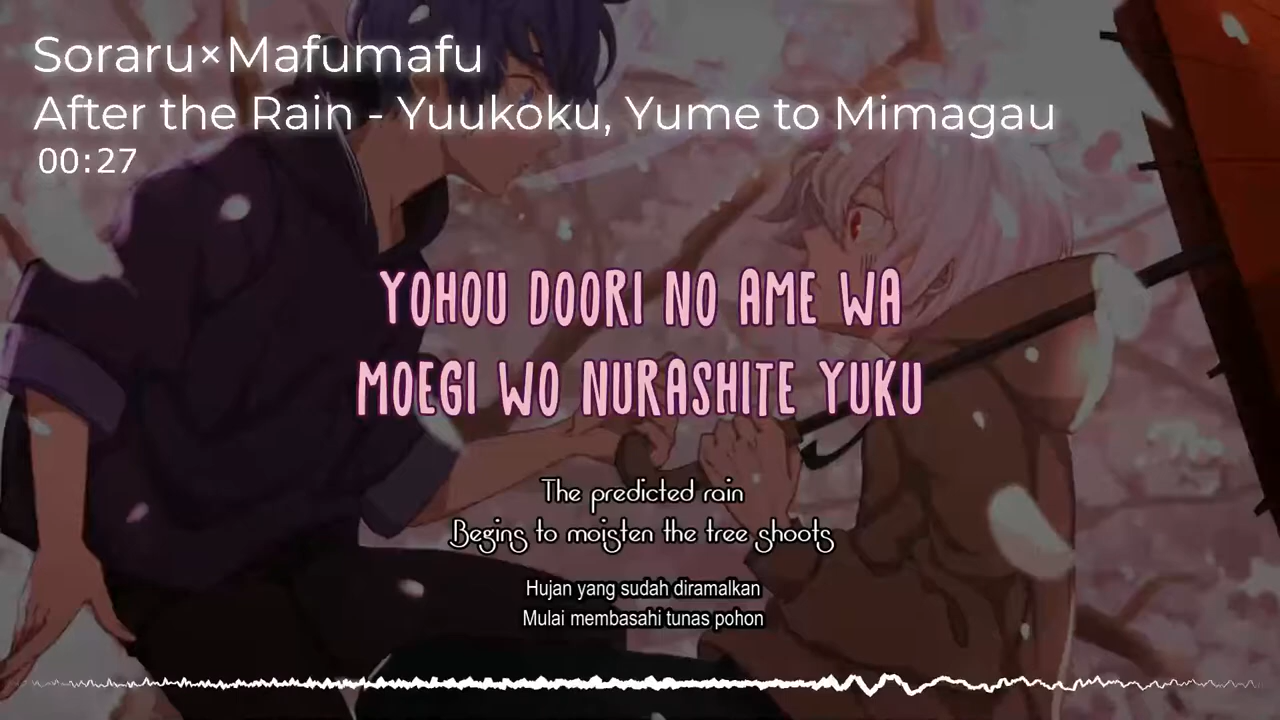 Soraru×Mafumafu
After the Rain - Yuukoku, Yume to Mimagau
00:27
YOHOU DOORI NO AME WA
MOEGI WO NURASHITE YUKU
The predicted rain
Begins to moisten the tree shoots
Hujan yang sudah diramalkan
Mulai membasahi tunas pohon